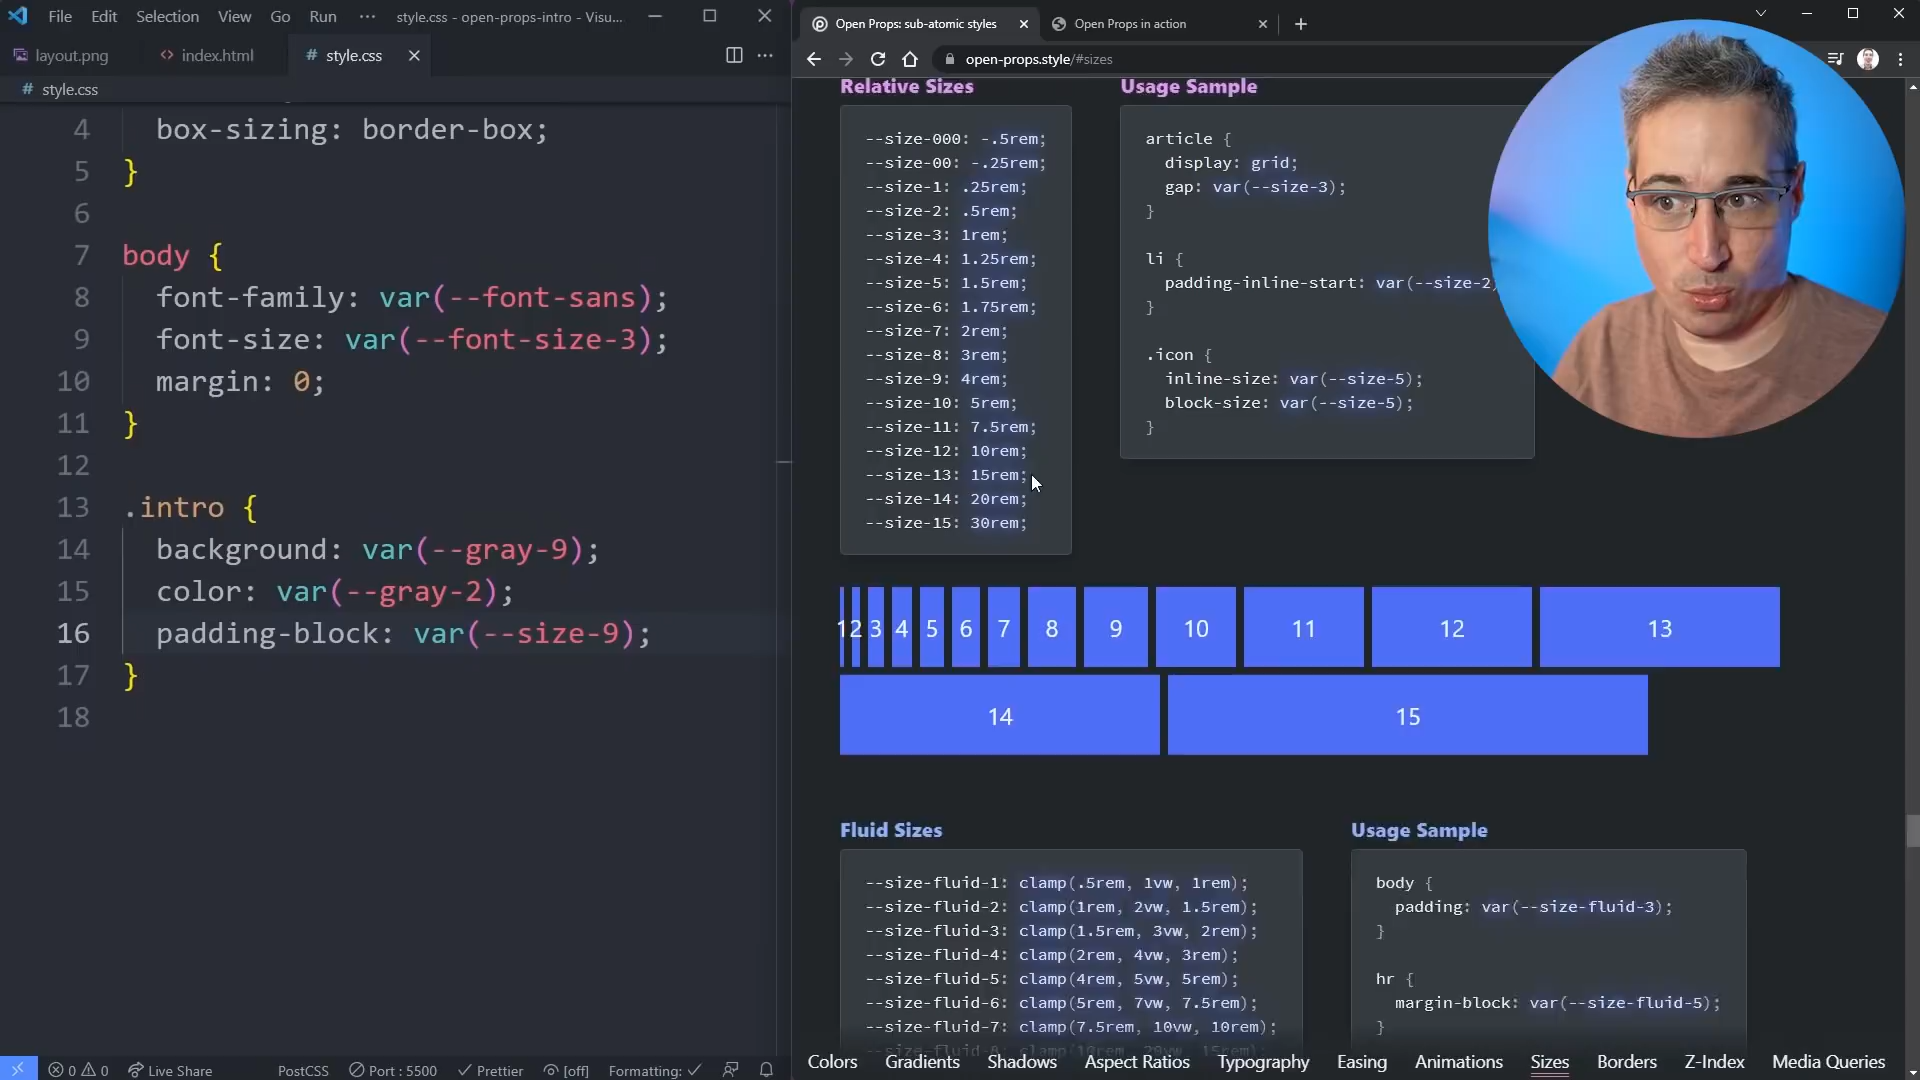 File Edit Selection View Go Run ··· style.css - open-props-intro - Visu...
layout.png index.html # style.css
# style.css
4 box-sizing: border-box;
5 }
6
7 body {
8 font-family: var(--font-sans);
9 font-size: var(--font-size-3);
10 margin: 0;
11 }
12
13 .intro {
14 background: var(--gray-9);
15 color: var(--gray-2);
16 padding-block: var(--size-9);
17 }
18
0 0 Live Share PostCSS Port : 5500 Prettier [off] Formatting:
Open Props: sub-atomic styles Open Props in action
open-props.style/#sizes
Relative Sizes
--size-000: -.5rem;
--size-00: -.25rem;
--size-1: .25rem;
--size-2: .5rem;
--size-3: 1rem;
--size-4: 1.25rem;
--size-5: 1.5rem;
--size-6: 1.75rem;
--size-7: 2rem;
--size-8: 3rem;
--size-9: 4rem;
--size-10: 5rem;
--size-11: 7.5rem;
--size-12: 10rem;
--size-13: 15rem;
--size-14: 20rem;
--size-15: 30rem;
Usage Sample
article {
display: grid;
gap: var(--size-3);
}
li {
padding-inline-start: var(--size-2)
}
.icon {
inline-size: var(--size-5);
block-size: var(--size-5);
}
1 2 3 4 5 6 7 8 9 10 11 12 13
14 15
Fluid Sizes
--size-fluid-1: clamp(.5rem, 1vw, 1rem);
--size-fluid-2: clamp(1rem, 2vw, 1.5rem);
--size-fluid-3: clamp(1.5rem, 3vw, 2rem);
--size-fluid-4: clamp(2rem, 4vw, 3rem);
--size-fluid-5: clamp(4rem, 5vw, 5rem);
--size-fluid-6: clamp(5rem, 7vw, 7.5rem);
--size-fluid-7: clamp(7.5rem, 10vw, 10rem);
--size-fluid-8: clamp(10rem, 20vw, 15rem);
Usage Sample
body {
padding: var(--size-fluid-3);
}
hr {
margin-block: var(--size-fluid-5);
}
Colors Gradients Shadows Aspect Ratios Typography Easing Animations Sizes Borders Z-Index Media Queries